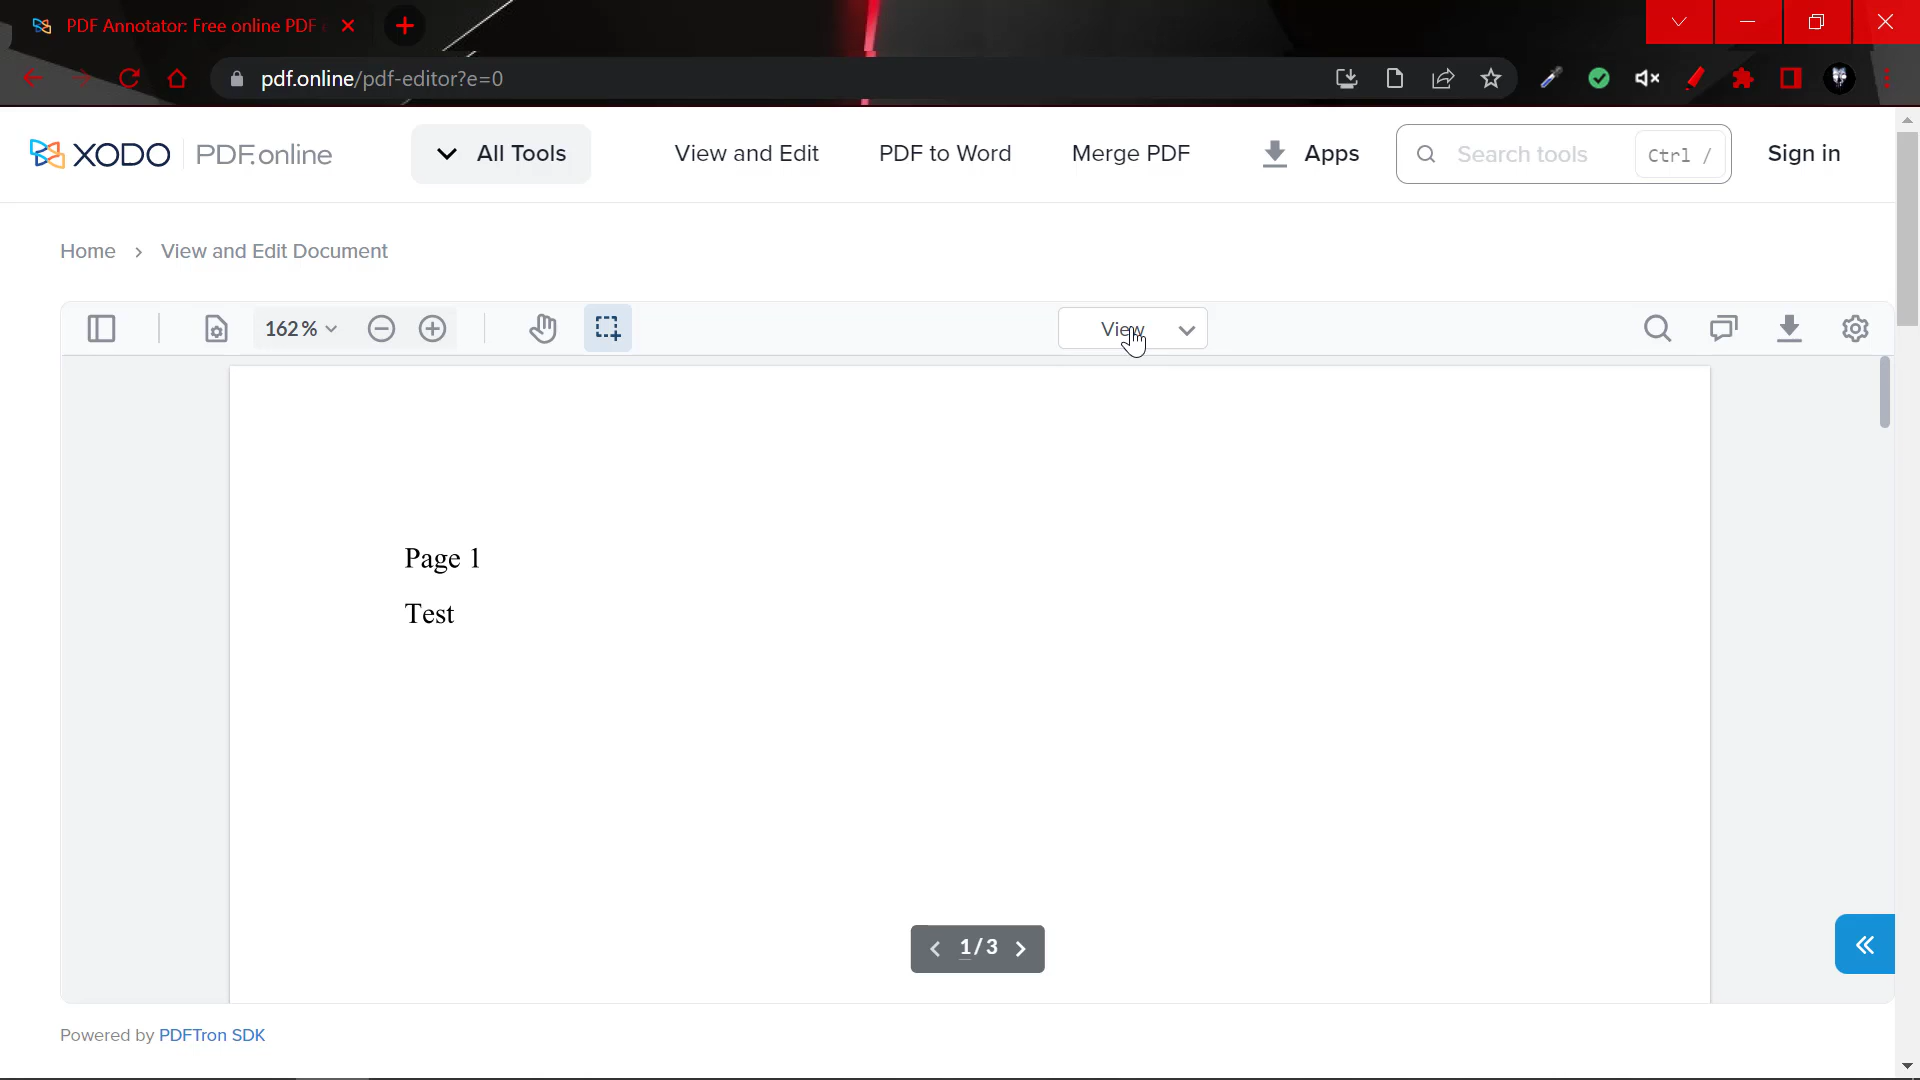 PDF Annotator: Free online PDF
pdf.online/pdf-editor?e=0
XODO PDF.online
All Tools
View and Edit
PDF to Word
Merge PDF
Apps
Search tools
Ctrl /
Sign in
Home > View and Edit Document
162%
View
Page 1
Test
1/3
Powered by PDFTron SDK